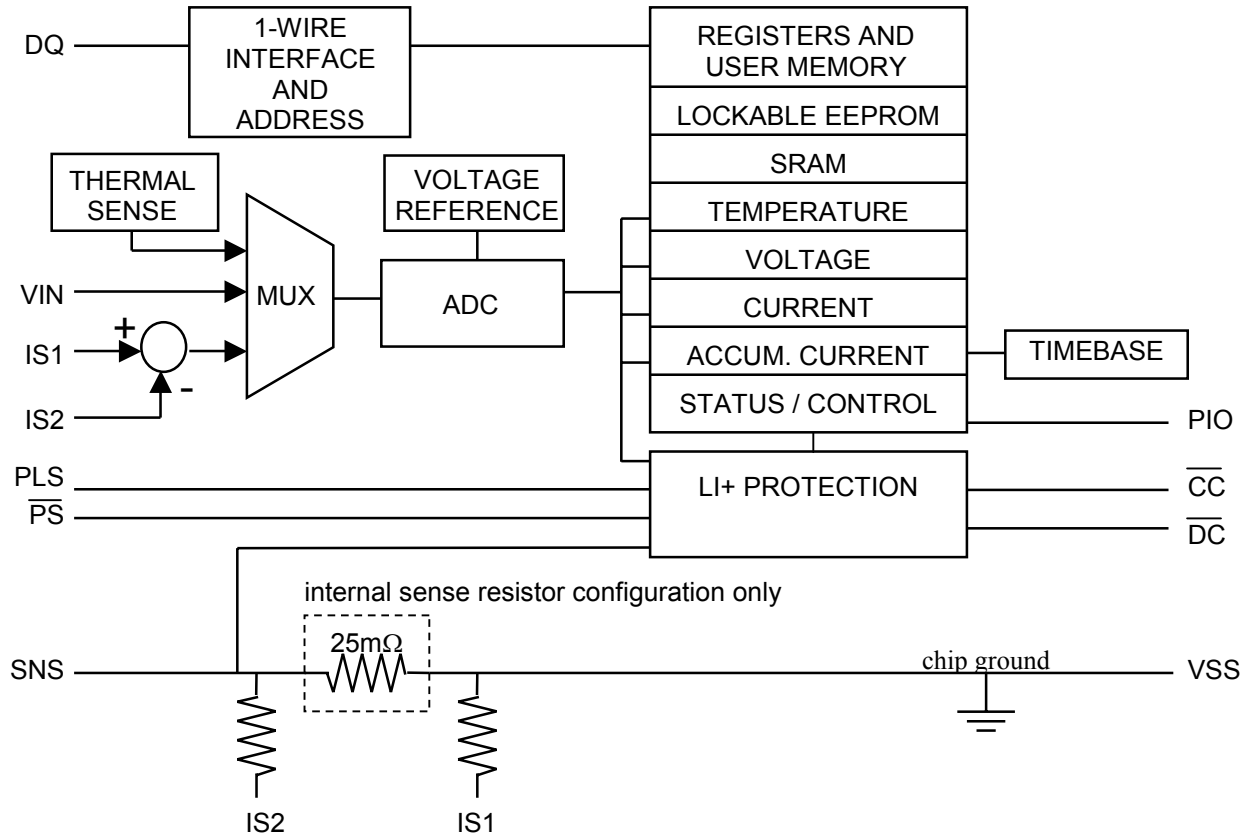 DQ
1-WIRE
INTERFACE
AND
ADDRESS
REGISTERS AND
USER MEMORY
LOCKABLE EEPROM
SRAM
TEMPERATURE
VOLTAGE
CURRENT
ACCUM. CURRENT
STATUS / CONTROL
THERMAL
SENSE
VOLTAGE
REFERENCE
VIN
MUX
ADC
+
IS1
-
IS2
TIMEBASE
PIO
PLS
PS
LI+ PROTECTION
CC
DC
internal sense resistor configuration only
25mΩ
SNS
chip ground
VSS
IS2
IS1